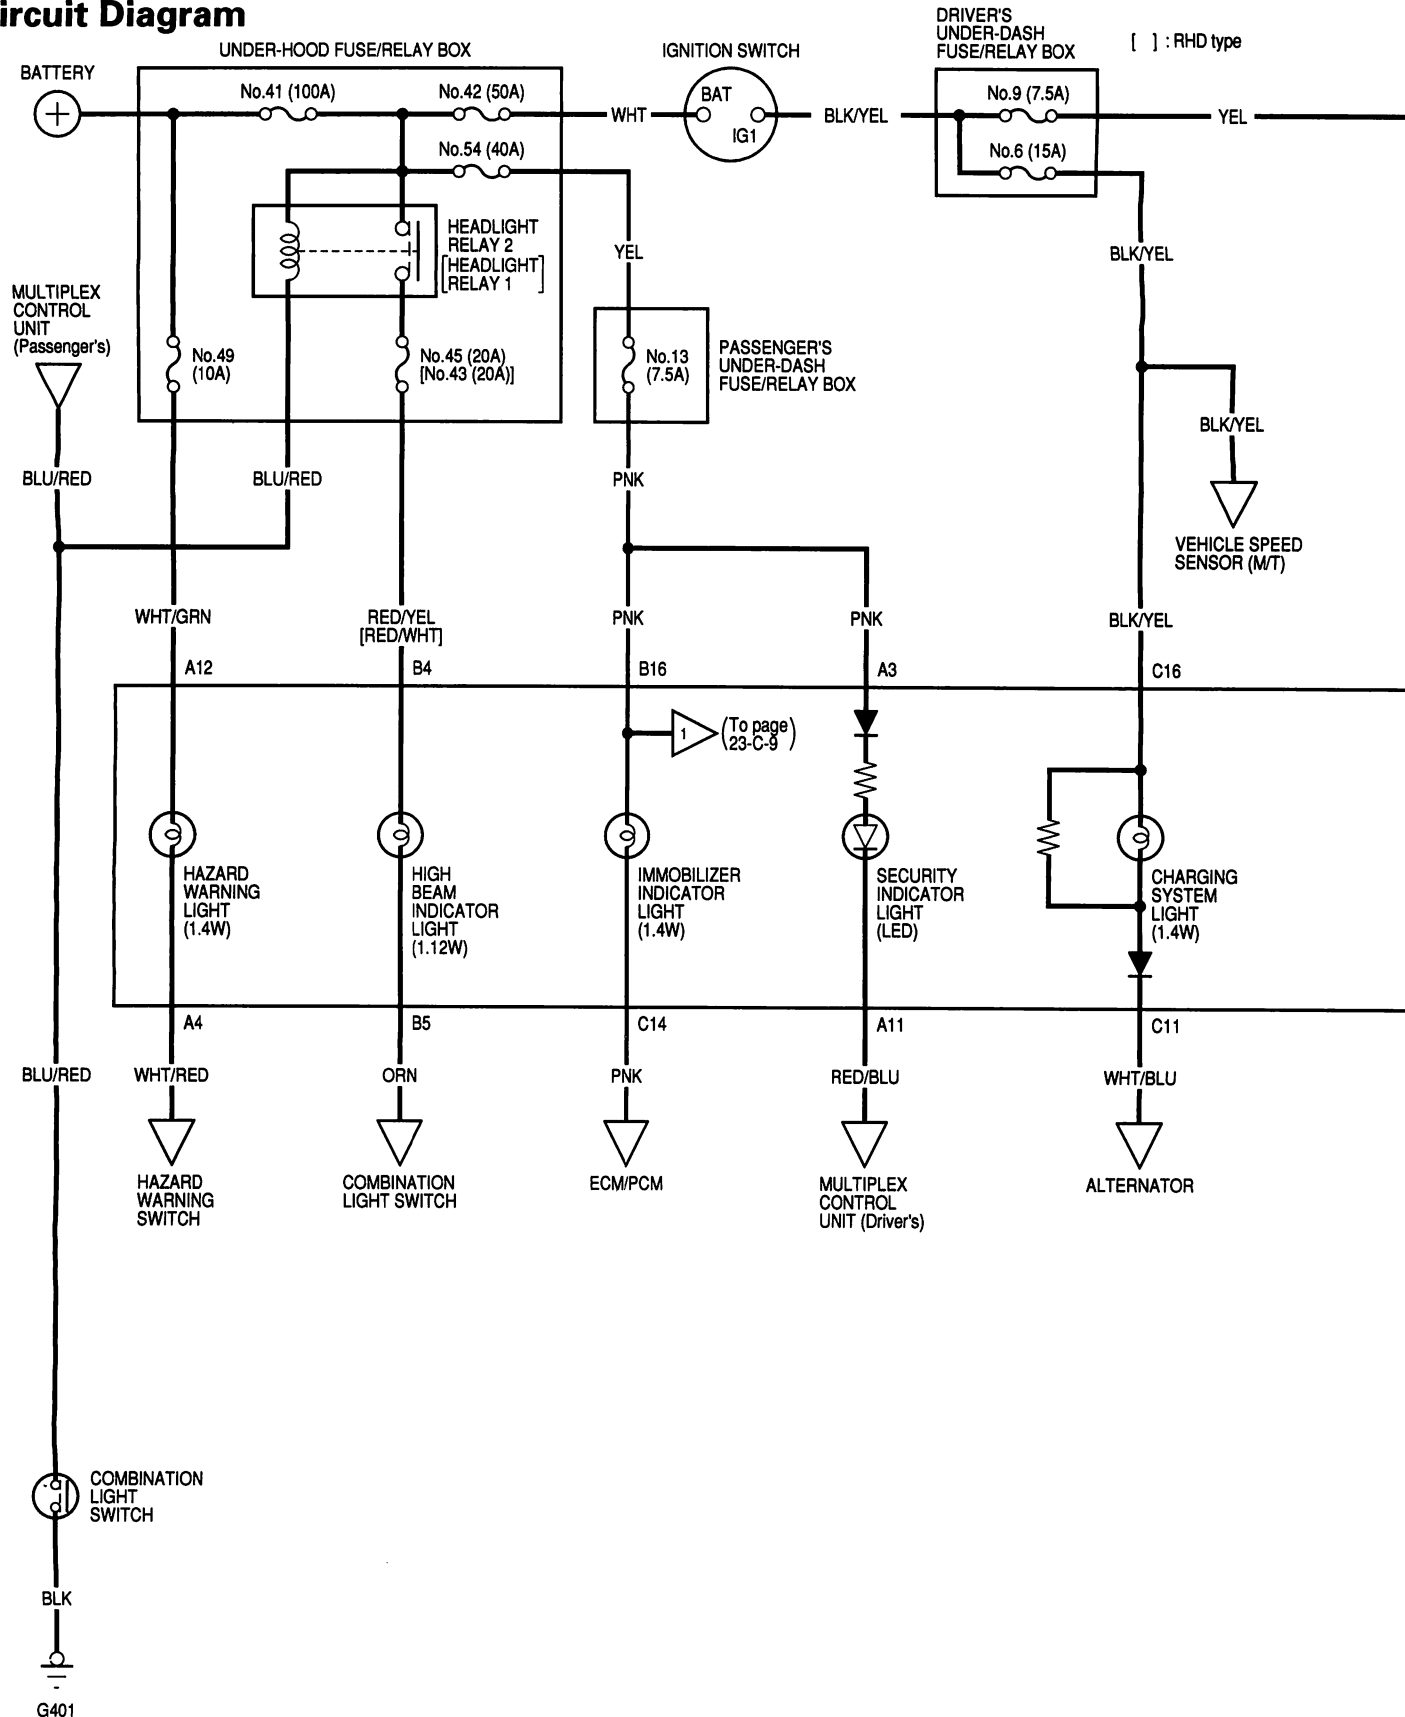 ircuit Diagram
UNDER-HOOD FUSE/RELAY BOX
IGNITION SWITCH
DRIVER'S
UNDER-DASH
FUSE/RELAY BOX
[ ] : RHD type
BATTERY
+
No.41 (100A)
No.42 (50A)
WHT
BAT
IG1
BLK/YEL
No.9 (7.5A)
YEL
No.54 (40A)
No.6 (15A)
HEADLIGHT
RELAY 2
[HEADLIGHT
RELAY 1]
YEL
BLK/YEL
MULTIPLEX
CONTROL
UNIT
(Passenger's)
No.49
(10A)
No.45 (20A)
[No.43 (20A)]
No.13
(7.5A)
PASSENGER'S
UNDER-DASH
FUSE/RELAY BOX
BLK/YEL
BLU/RED
BLU/RED
PNK
VEHICLE SPEED
SENSOR (M/T)
WHT/GRN
RED/YEL
[RED/WHT]
PNK
PNK
BLK/YEL
A12
B4
B16
A3
C16
1
(To page
23-C-9)
HAZARD
WARNING
LIGHT
(1.4W)
HIGH
BEAM
INDICATOR
LIGHT
(1.12W)
IMMOBILIZER
INDICATOR
LIGHT
(1.4W)
SECURITY
INDICATOR
LIGHT
(LED)
CHARGING
SYSTEM
LIGHT
(1.4W)
A4
B5
C14
A11
C11
BLU/RED
WHT/RED
ORN
PNK
RED/BLU
WHT/BLU
HAZARD
WARNING
SWITCH
COMBINATION
LIGHT SWITCH
ECM/PCM
MULTIPLEX
CONTROL
UNIT (Driver's)
ALTERNATOR
COMBINATION
LIGHT
SWITCH
BLK
G401